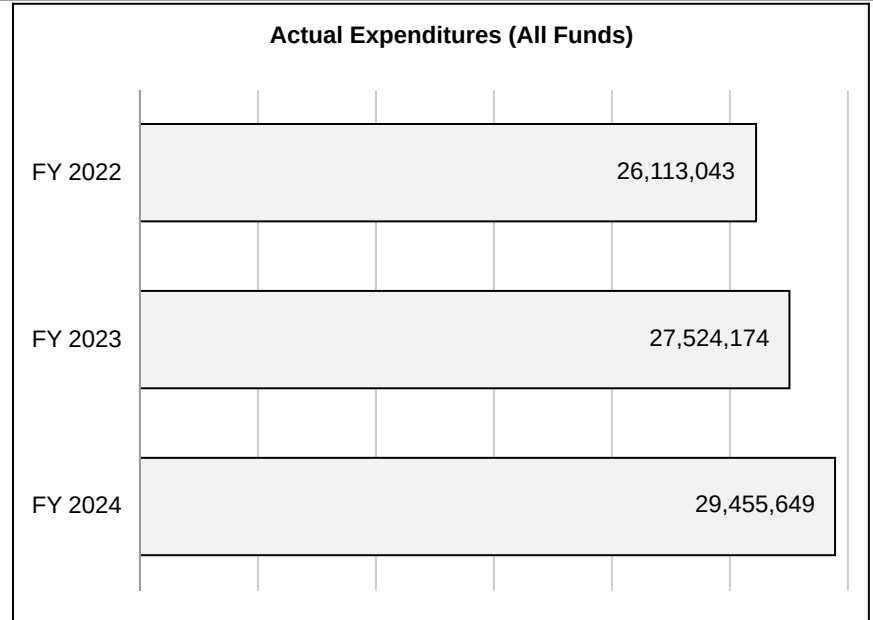 Actual Expenditures (All Funds)
FY 2022
26,113,043
FY 2023
27,524,174
FY 2024
29,455,649